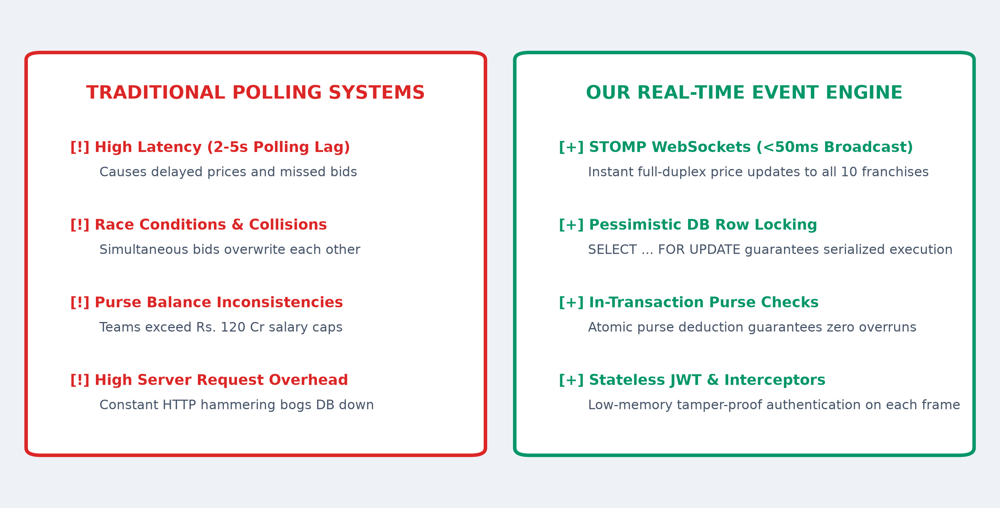 TRADITIONAL POLLING SYSTEMS
[!] High Latency (2-5s Polling Lag)
Causes delayed prices and missed bids
[!] Race Conditions & Collisions
Simultaneous bids overwrite each other
[!] Purse Balance Inconsistencies
Teams exceed Rs. 120 Cr salary caps
[!] High Server Request Overhead
Constant HTTP hammering bogs DB down
OUR REAL-TIME EVENT ENGINE
[+] STOMP WebSockets (<50ms Broadcast)
Instant full-duplex price updates to all 10 franchises
[+] Pessimistic DB Row Locking
SELECT ... FOR UPDATE guarantees serialized execution
[+] In-Transaction Purse Checks
Atomic purse deduction guarantees zero overruns
[+] Stateless JWT & Interceptors
Low-memory tamper-proof authentication on each frame